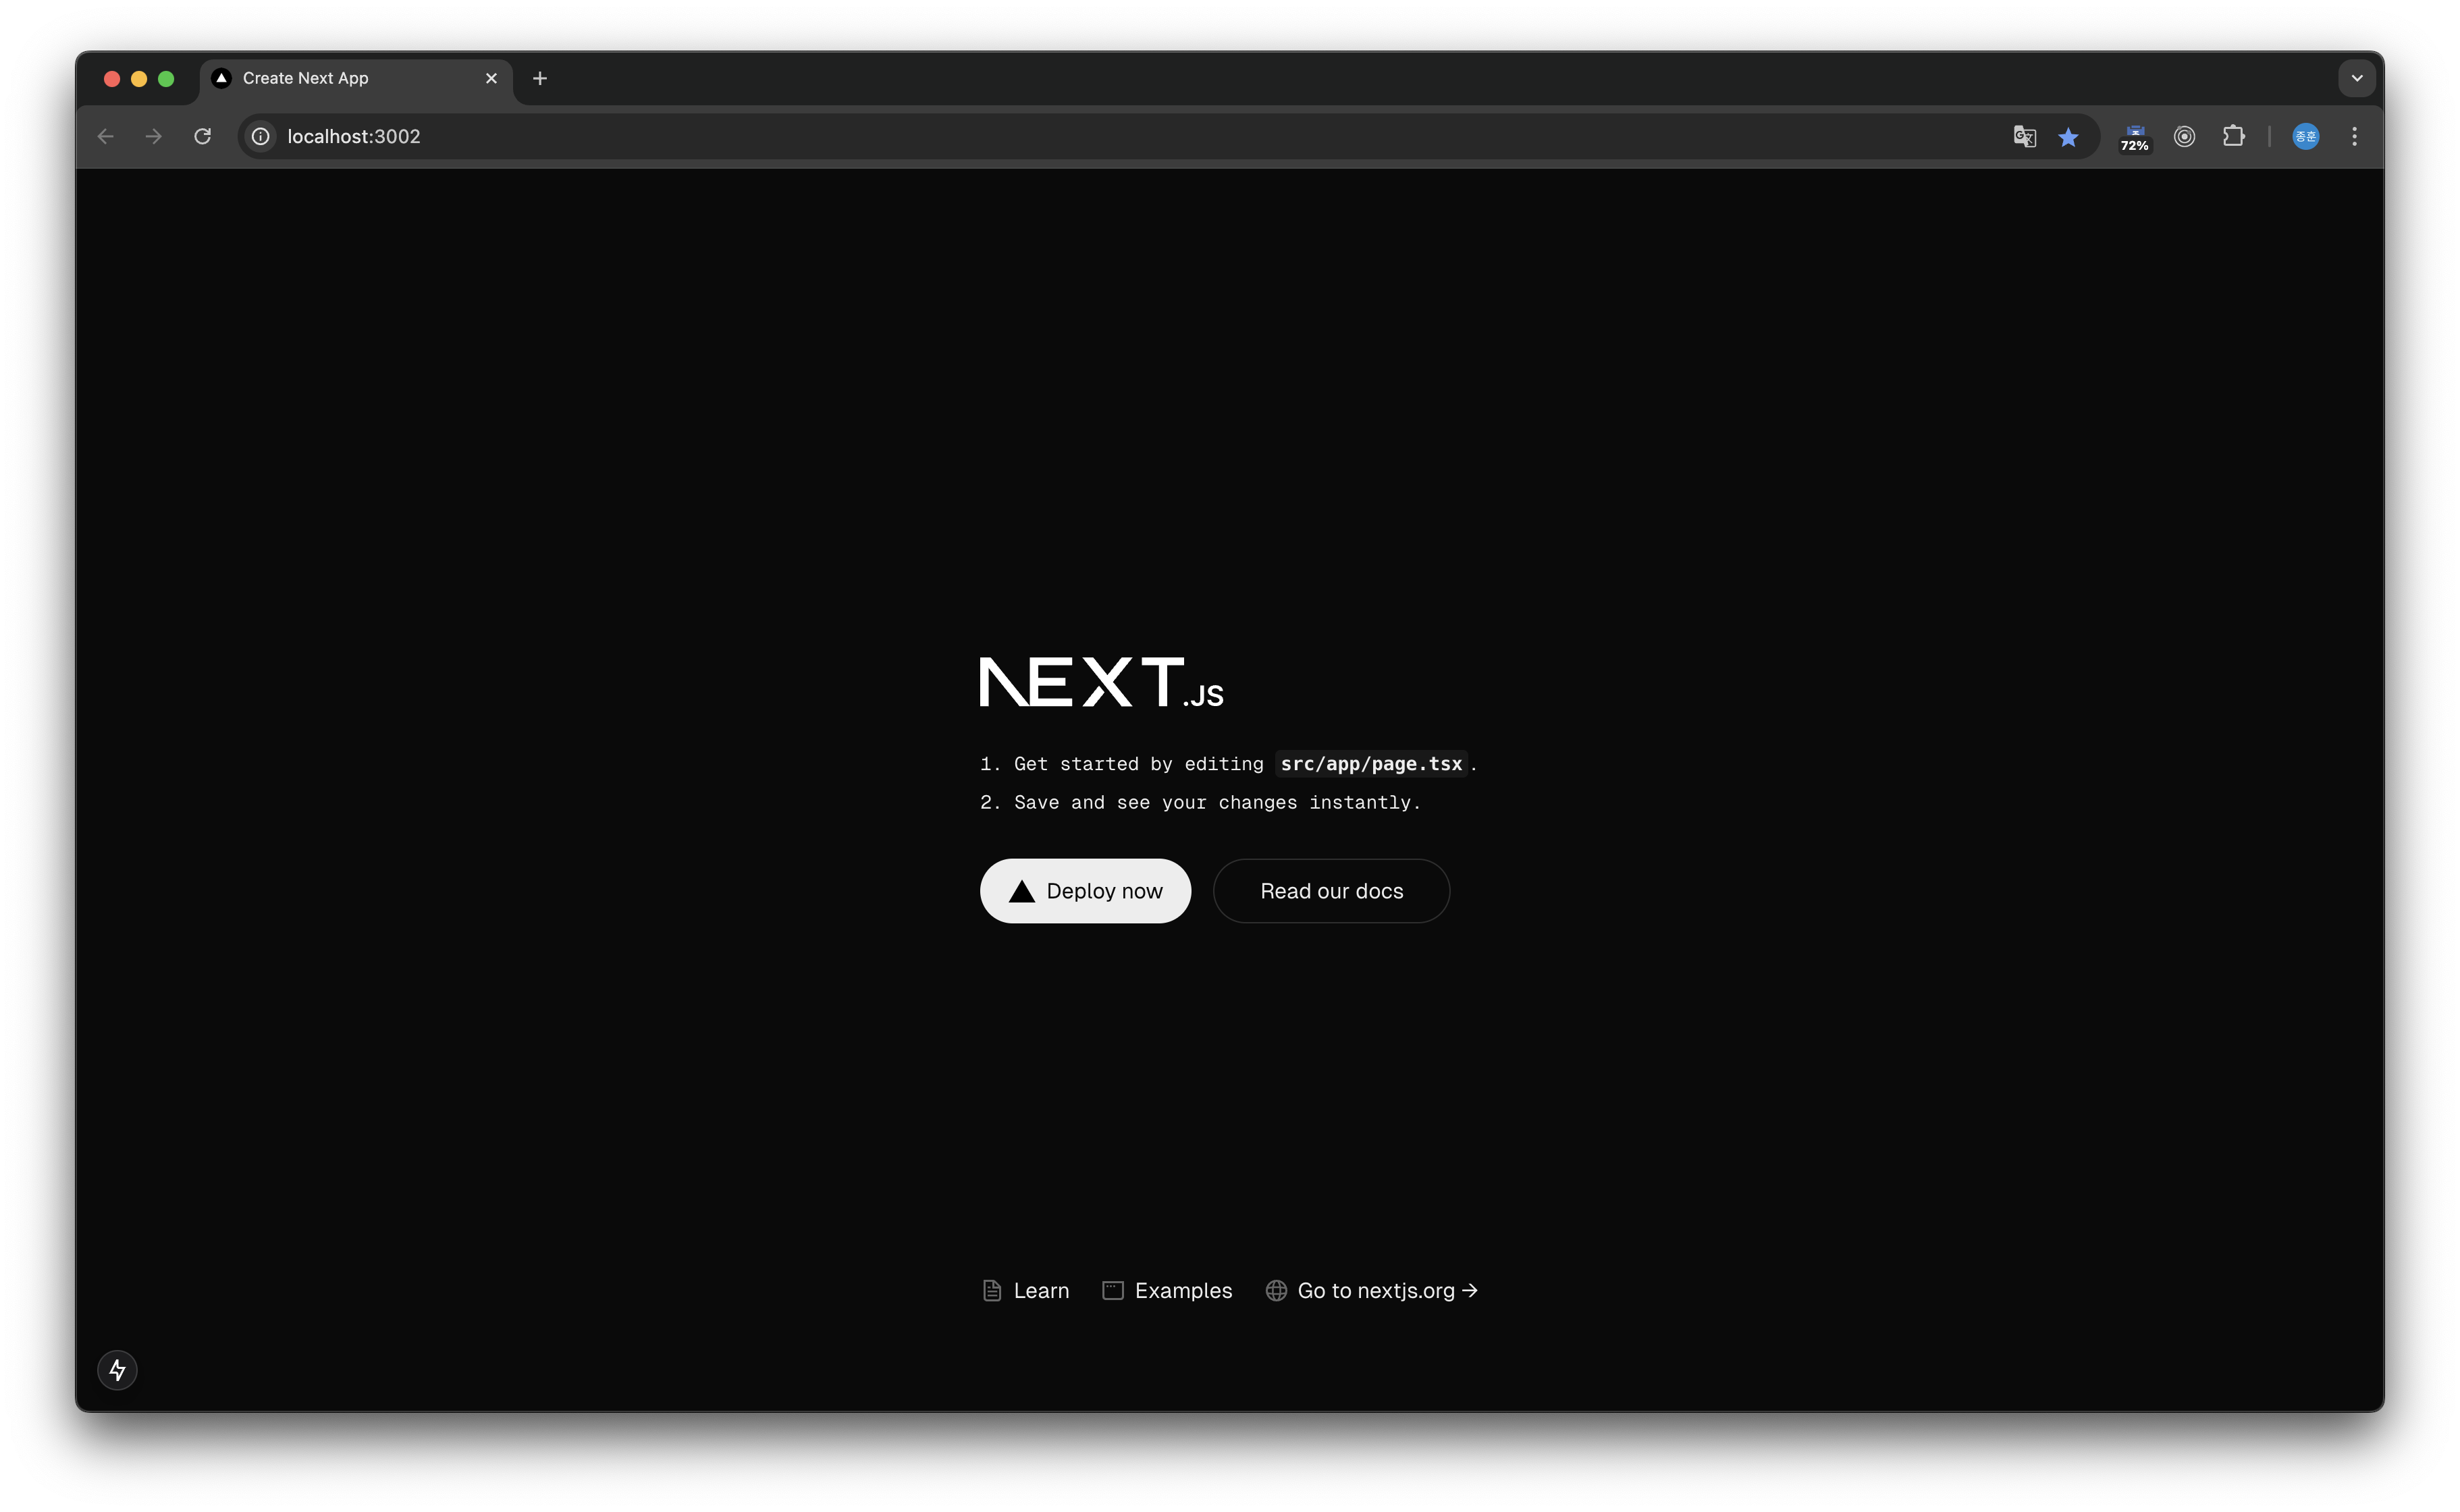 Create Next App
localhost:3002
72%
종훈
NEXT.JS
1. Get started by editing src/app/page.tsx.
2. Save and see your changes instantly.
Deploy now
Read our docs
Learn
Examples
Go to nextjs.org →